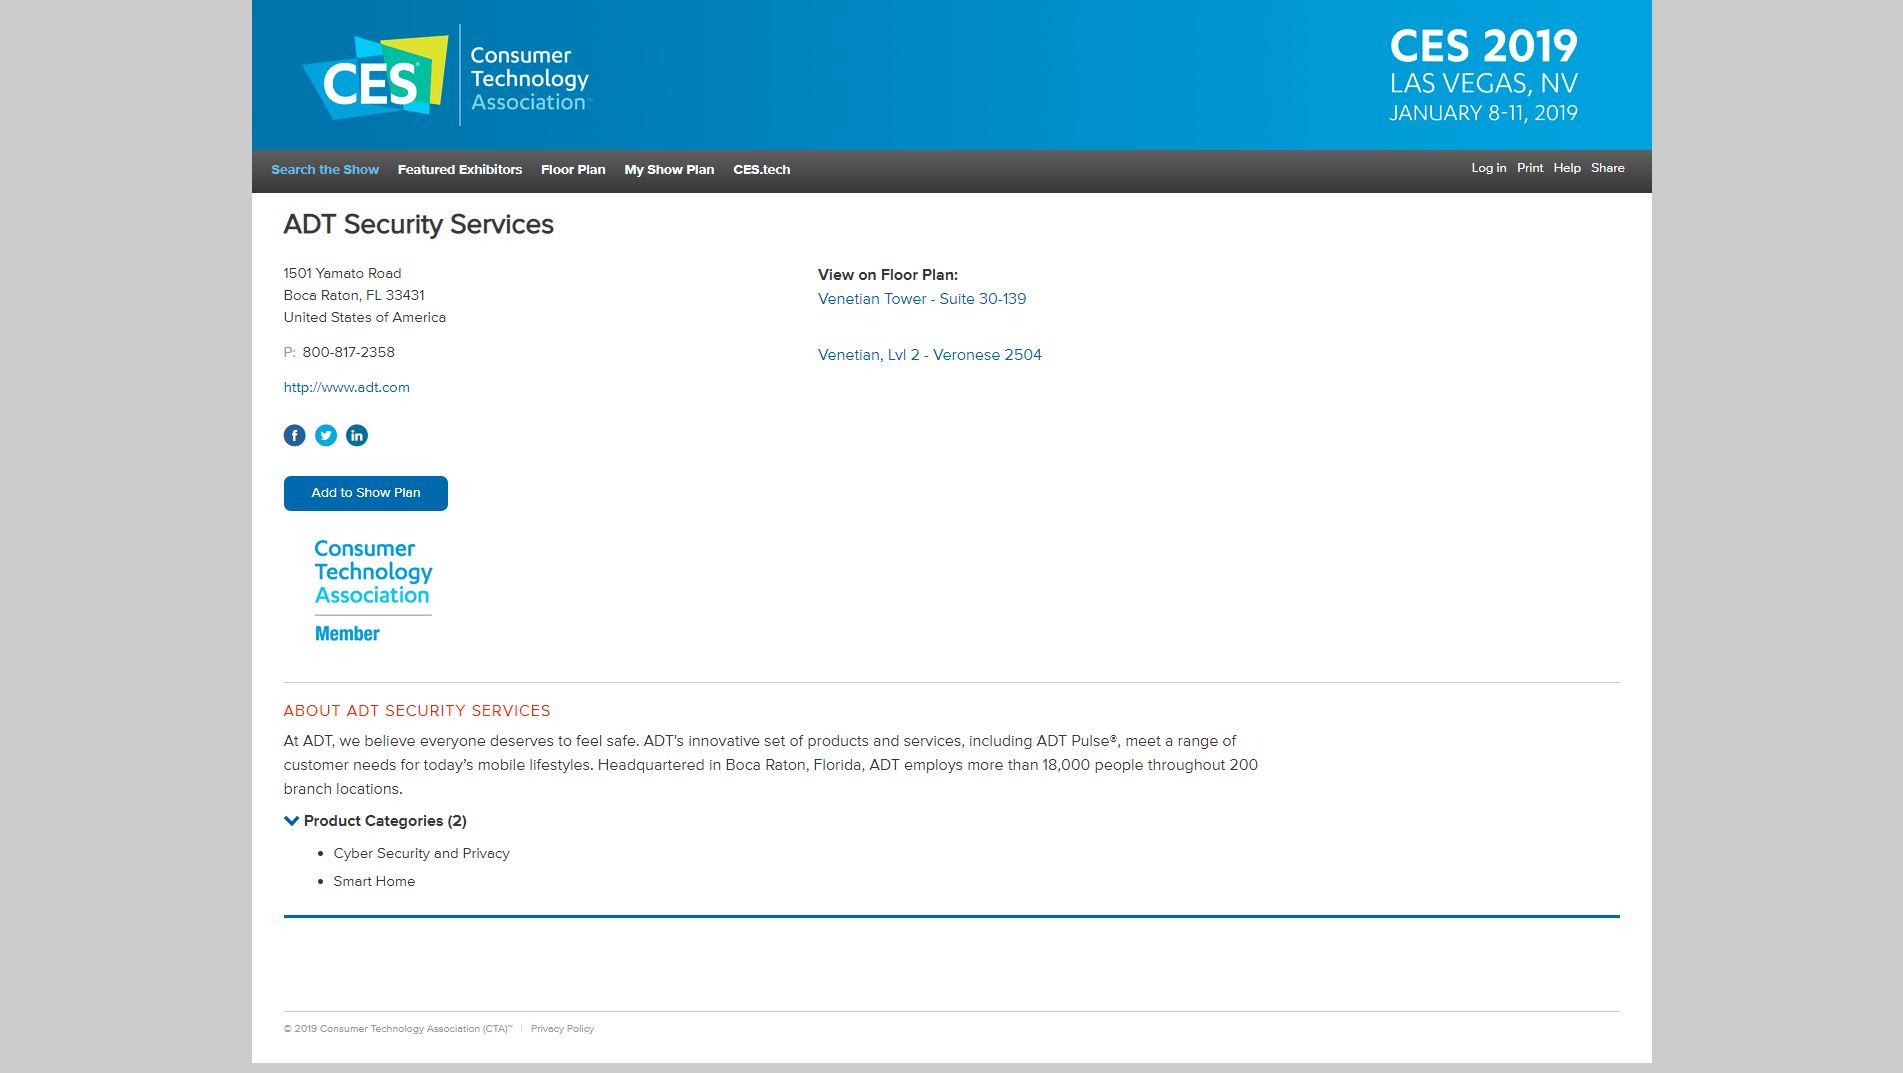 CES
Consumer
Technology
Association™
CES 2019
LAS VEGAS, NV
JANUARY 8-11, 2019
Search the Show Featured Exhibitors Floor Plan My Show Plan CES.tech
Log in Print Help Share
ADT Security Services
1501 Yamato Road
Boca Raton, FL 33431
United States of America
P: 800-817-2358
http://www.adt.com
View on Floor Plan:
Venetian Tower - Suite 30-139
Venetian, Lvl 2 - Veronese 2504
f
in
Add to Show Plan
Consumer
Technology
Association
Member
ABOUT ADT SECURITY SERVICES
At ADT, we believe everyone deserves to feel safe. ADT's innovative set of products and services, including ADT Pulse®, meet a range of
customer needs for today's mobile lifestyles. Headquartered in Boca Raton, Florida, ADT employs more than 18,000 people throughout 200
branch locations.
Product Categories (2)
• Cyber Security and Privacy
• Smart Home
© 2019 Consumer Technology Association (CTA)™ | Privacy Policy